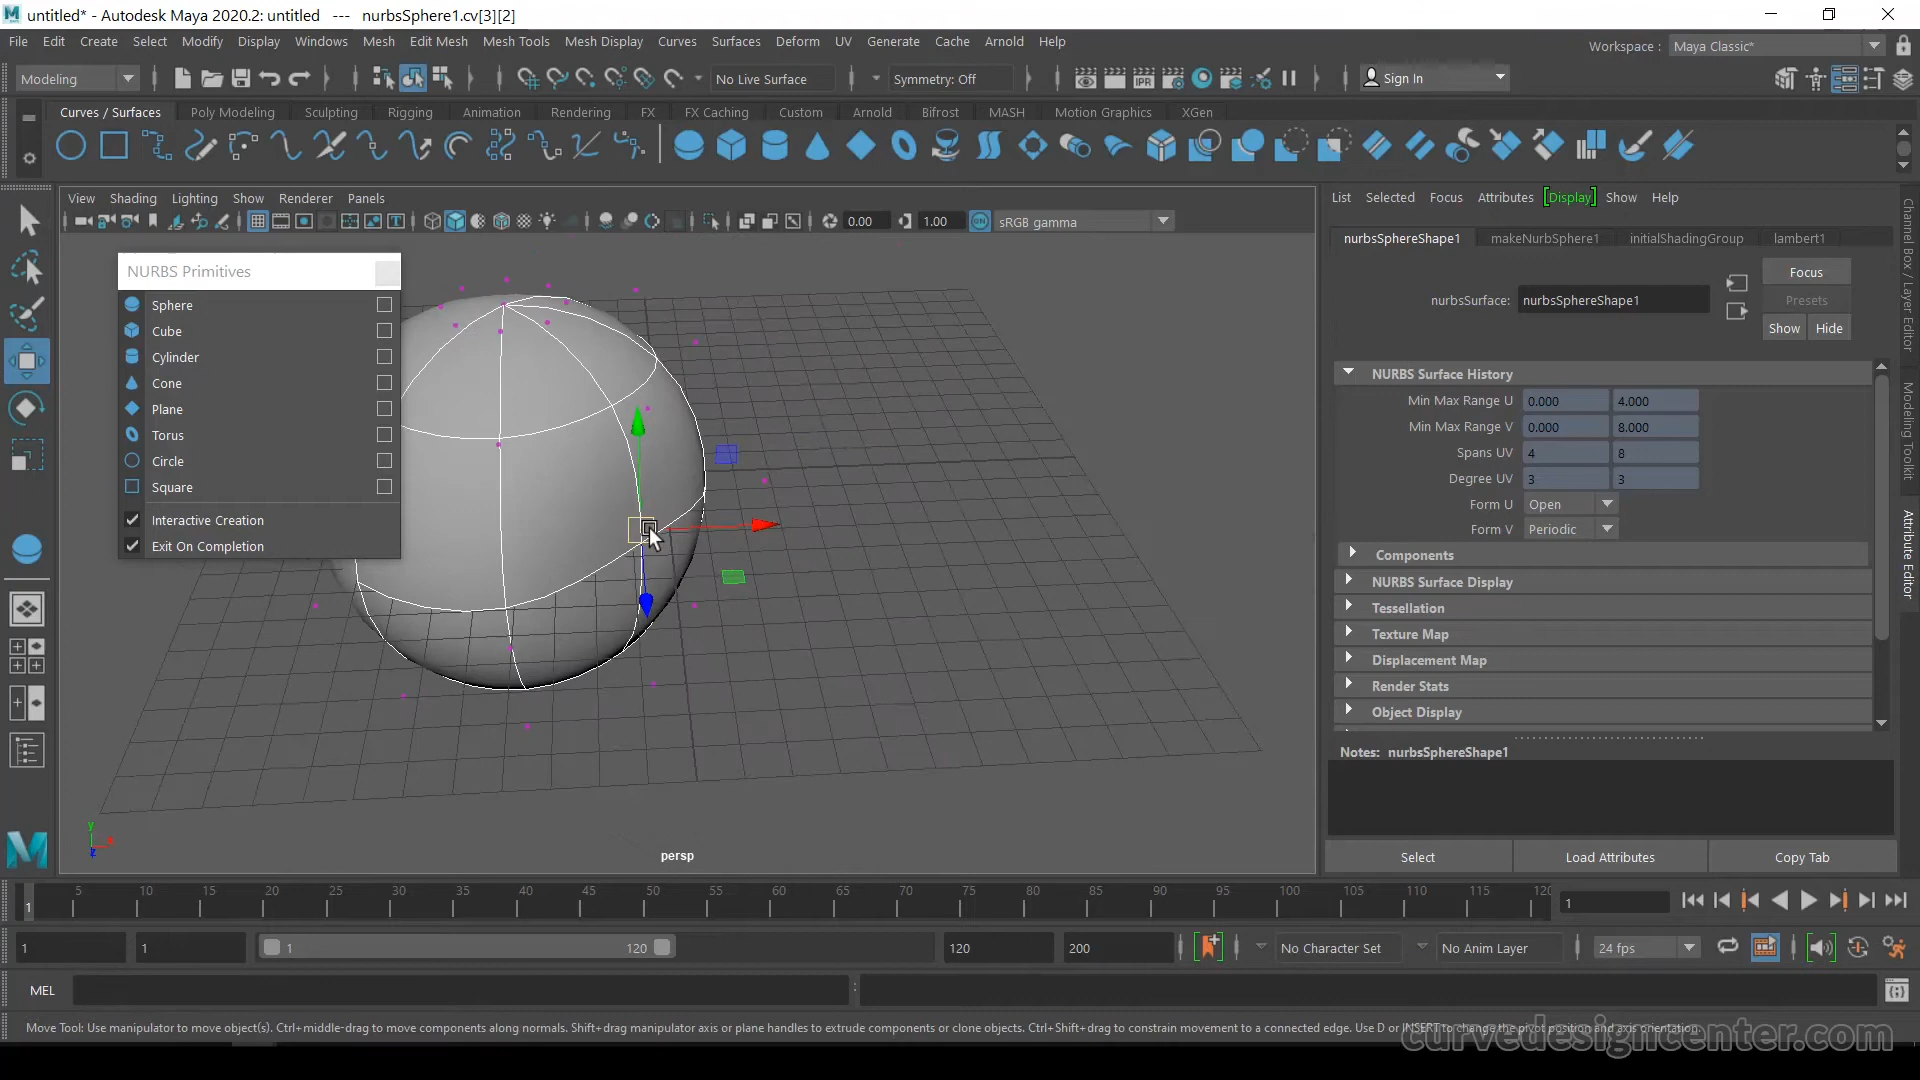 untitled* - Autodesk Maya 2020.2: untitled --- nurbsSphere1.cv[3][2]
File Edit Create Select Modify Display Windows Mesh Edit Mesh Mesh Tools Mesh Display Curves Surfaces Deform UV Generate Cache Arnold Help
Workspace : Maya Classic*
Modeling No Live Surface Symmetry: Off Sign In
Curves / Surfaces Poly Modeling Sculpting Rigging Animation Rendering FX FX Caching Custom Arnold Bifrost MASH Motion Graphics XGen
View Shading Lighting Show Renderer Panels
0.00 1.00 ON sRGB gamma
NURBS Primitives
Sphere
Cube
Cylinder
Cone
Plane
Torus
Circle
Square
Interactive Creation
Exit On Completion
persp
y
z
List Selected Focus Attributes [Display] Show Help
nurbsSphereShape1 makeNurbSphere1 initialShadingGroup lambert1
nurbsSurface: nurbsSphereShape1
Focus
Presets
Show Hide
NURBS Surface History
Min Max Range U 0.000 4.000
Min Max Range V 0.000 8.000
Spans UV 4 8
Degree UV 3 3
Form U Open
Form V Periodic
Components
NURBS Surface Display
Tessellation
Texture Map
Displacement Map
Render Stats
Object Display
Notes: nurbsSphereShape1
Select Load Attributes Copy Tab
Channel Box / Layer Editor
Modeling Toolkit
Attribute Editor
1 5 10 15 20 25 30 35 40 45 50 55 60 65 70 75 80 85 90 95 100 105 110 115 120 1
1 1 1 120 120 200 No Character Set No Anim Layer 24 fps
MEL
Move Tool: Use manipulator to move object(s). Ctrl+middle-drag to move components along normals. Shift+drag manipulator axis or plane handles to extrude components or clone objects. Ctrl+Shift+drag to constrain movement to a connected edge. Use D or INSERT to change the pivot position and axis orientation.
curvedesigncenter.com